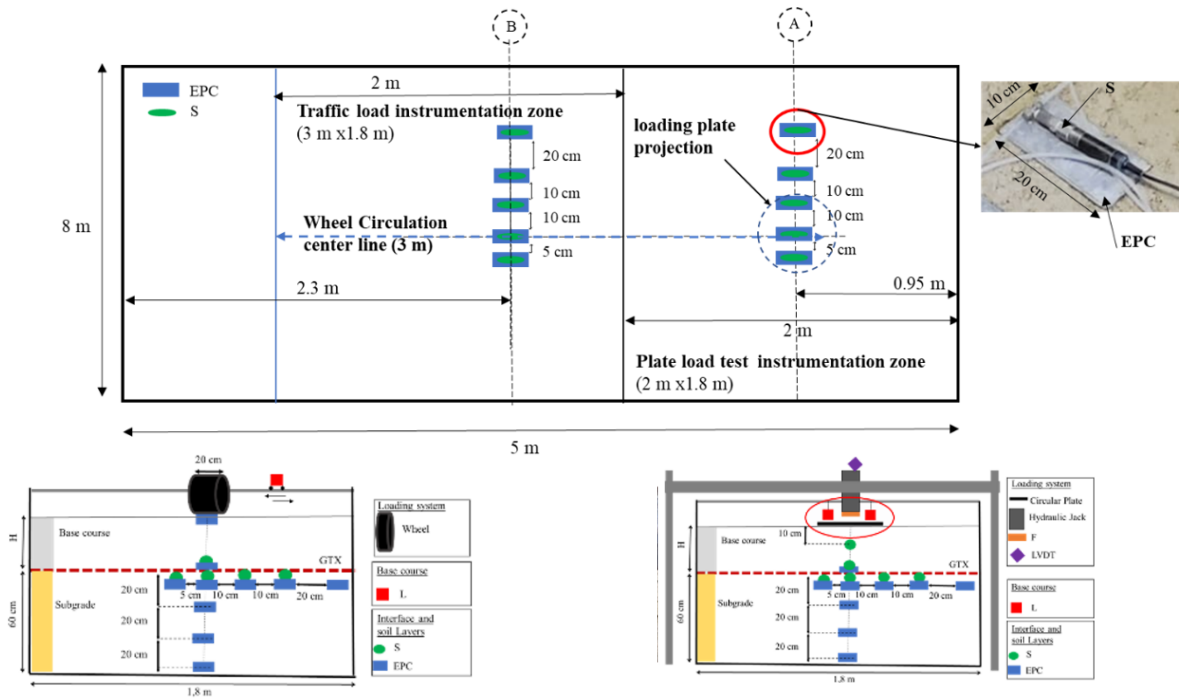 B
A
EPC
S
2 m
Traffic load instrumentation zone
(3 m x1.8 m)
loading plate
projection
20 cm
10 cm
10 cm
5 cm
20 cm
10 cm
10 cm
5 cm
8 m
Wheel Circulation
center line (3 m)
2.3 m
0.95 m
2 m
Plate load test instrumentation zone
(2 m x1.8 m)
5 m
10 cm
S
20 cm
EPC
20 cm
L
H
Base course
GTX
60 cm
Subgrade
20 cm
20 cm
20 cm
5 cm 10 cm 10 cm 20 cm
1,8 m
Loading system
Wheel
Base course
L
Interface and
soil Layers
S
EPC
L
L
H
Base course
10 cm
GTX
60 cm
Subgrade
20 cm
20 cm
20 cm
5 cm 10 cm 10 cm 20 cm
1,8 m
Loading system
Circular Plate
Hydraulic Jack
F
LVDT
Base course
L
Interface and
soil Layers
S
EPC